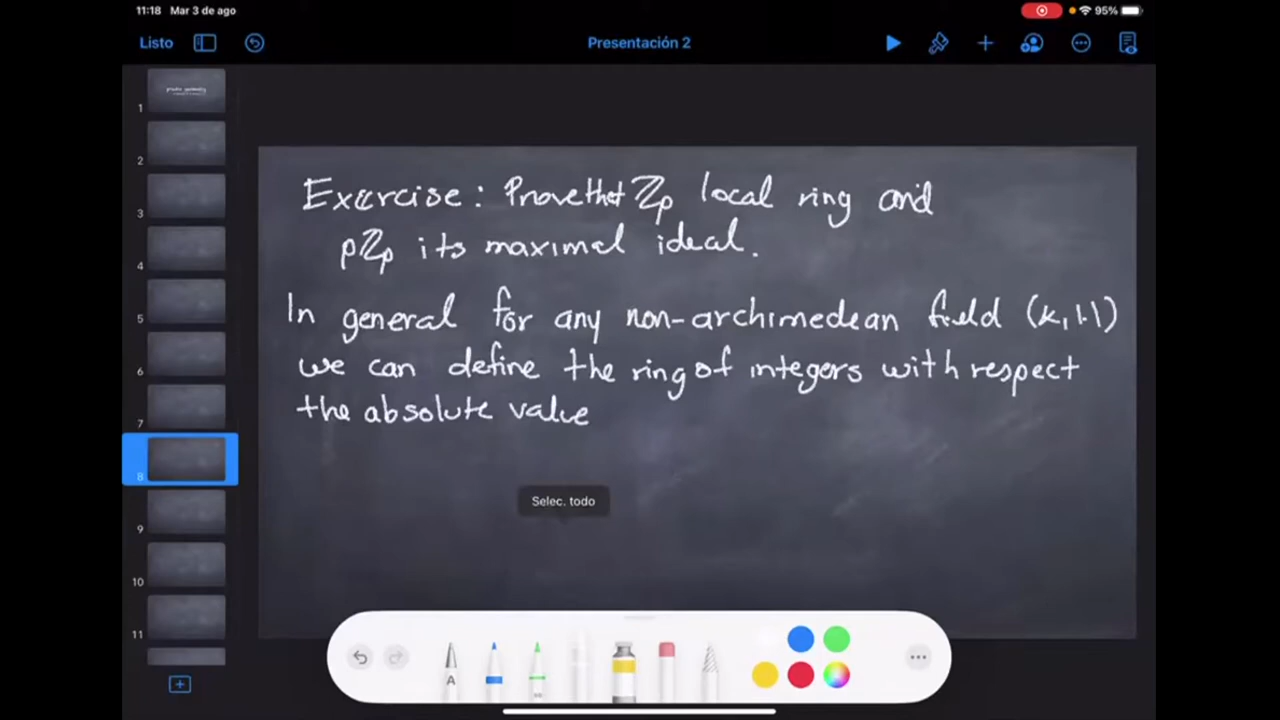 11:18 Mar 3 de ago
95%
Listo
Presentación 2
1
2
3
4
5
6
7
8
9
10
11
Exercise: Prove that ℤp local ring and
pℤp its maximal ideal.
In general for any non-archimedean field (K, |·|)
we can define the ring of integers with respect
the absolute value
Selec. todo
A